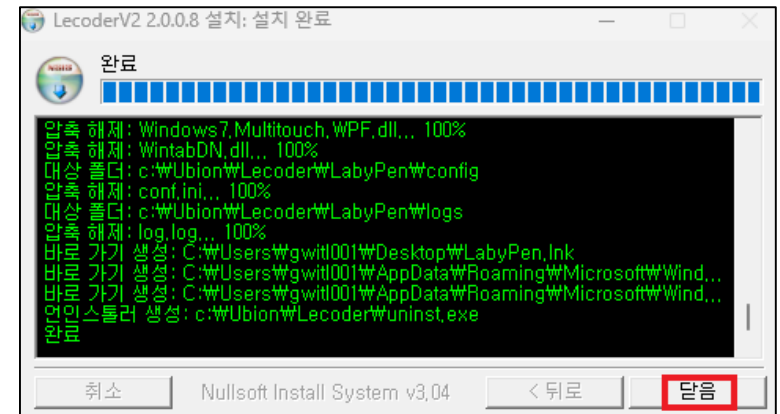 LecoderV2 2.0.0.8 설치: 설치 완료
완료
압축 해제: Windows7.Multitouch.WPF.dll... 100%
압축 해제: WintabDN.dll... 100%
대상 폴더: c:₩Ubion₩Lecoder₩LabyPen₩config
압축 해제: conf.ini... 100%
대상 폴더: c:₩Ubion₩Lecoder₩LabyPen₩logs
압축 해제: log.log... 100%
바로 가기 생성: C:₩Users₩gwitl001₩Desktop₩LabyPen.lnk
바로 가기 생성: C:₩Users₩gwitl001₩AppData₩Roaming₩Microsoft₩Wind...
바로 가기 생성: C:₩Users₩gwitl001₩AppData₩Roaming₩Microsoft₩Wind...
언인스톨러 생성: c:₩Ubion₩Lecoder₩uninst.exe
완료
취소 Nullsoft Install System v3.04 < 뒤로 닫음